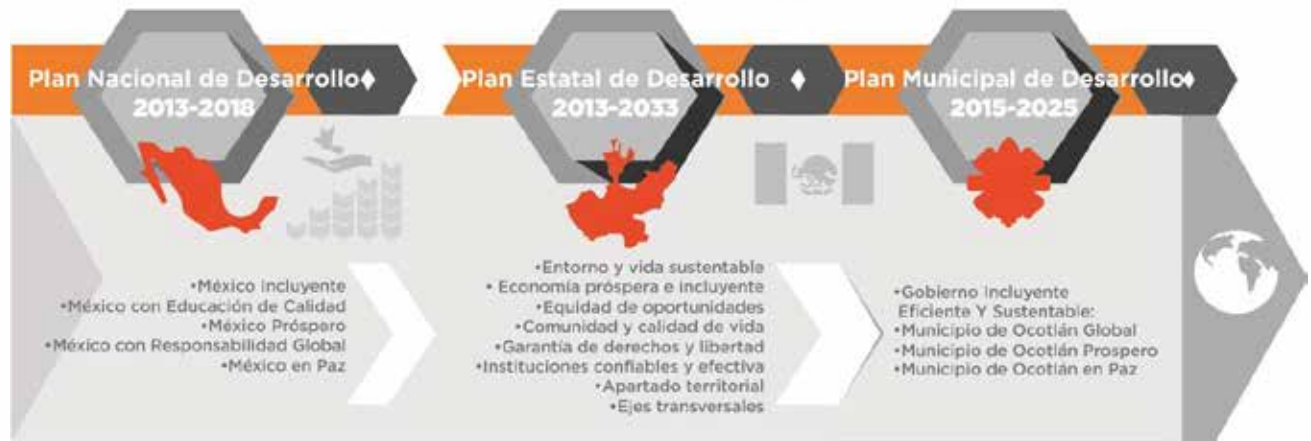 Plan Nacional de Desarrollo
2013-2018
Plan Estatal de Desarrollo
2013-2033
Plan Municipal de Desarrollo
2015-2025
•México Incluyente
•México con Educación de Calidad
•México Próspero
•México con Responsabilidad Global
•México en Paz
•Entorno y vida sustentable
•Economía próspera e incluyente
•Equidad de oportunidades
•Comunidad y calidad de vida
•Garantía de derechos y libertad
•Instituciones confiables y efectiva
•Apartado territorial
•Ejes transversales
•Gobierno Incluyente
Eficiente Y Sustentable:
•Municipio de Ocotlán Global
•Municipio de Ocotlán Prospero
•Municipio de Ocotlán en Paz